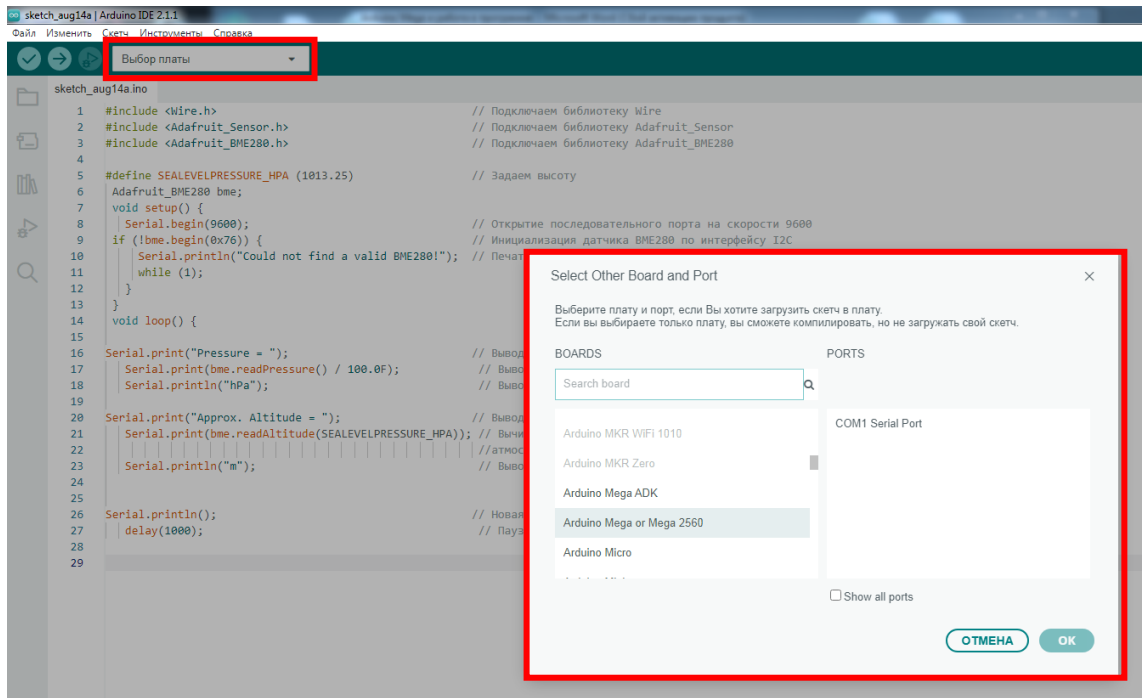 sketch_aug14a | Arduino IDE 2.1.1
Файл Изменить Скетч Инструменты Справка
Выбор платы
sketch_aug14a.ino
1 #include <Wire.h> // Подключаем библиотеку Wire
2 #include <Adafruit_Sensor.h> // Подключаем библиотеку Adafruit_Sensor
3 #include <Adafruit_BME280.h> // Подключаем библиотеку Adafruit_BME280
4
5 #define SEALEVELPRESSURE_HPA (1013.25) // Задаем высоту
6 Adafruit_BME280 bme;
7 void setup() {
8 Serial.begin(9600); // Открытие последовательного порта на скорости 9600
9 if (!bme.begin(0x76)) { // Инициализация датчика BME280 по интерфейсу I2C
10 Serial.println("Could not find a valid BME280!"); // Печат
11 while (1);
12 }
13 }
14 void loop() {
15
16 Serial.print("Pressure = "); // Вывод
17 Serial.print(bme.readPressure() / 100.0F); // Выво
18 Serial.println("hPa"); // Выво
19
20 Serial.print("Approx. Altitude = "); // Вывод
21 Serial.print(bme.readAltitude(SEALEVELPRESSURE_HPA)); // Вычи
22 //атмос
23 Serial.println("m"); // Выво
24
25
26 Serial.println(); // Новая
27 delay(1000); // Пауз
28
29
Select Other Board and Port
Выберите плату и порт, если Вы хотите загрузить скетч в плату.
Если вы выбираете только плату, вы сможете компилировать, но не загружать свой скетч.
BOARDS PORTS
Search board
Arduino MKR WiFi 1010
COM1 Serial Port
Arduino MKR Zero
Arduino Mega ADK
Arduino Mega or Mega 2560
Arduino Micro
Show all ports
ОТМЕНА OK